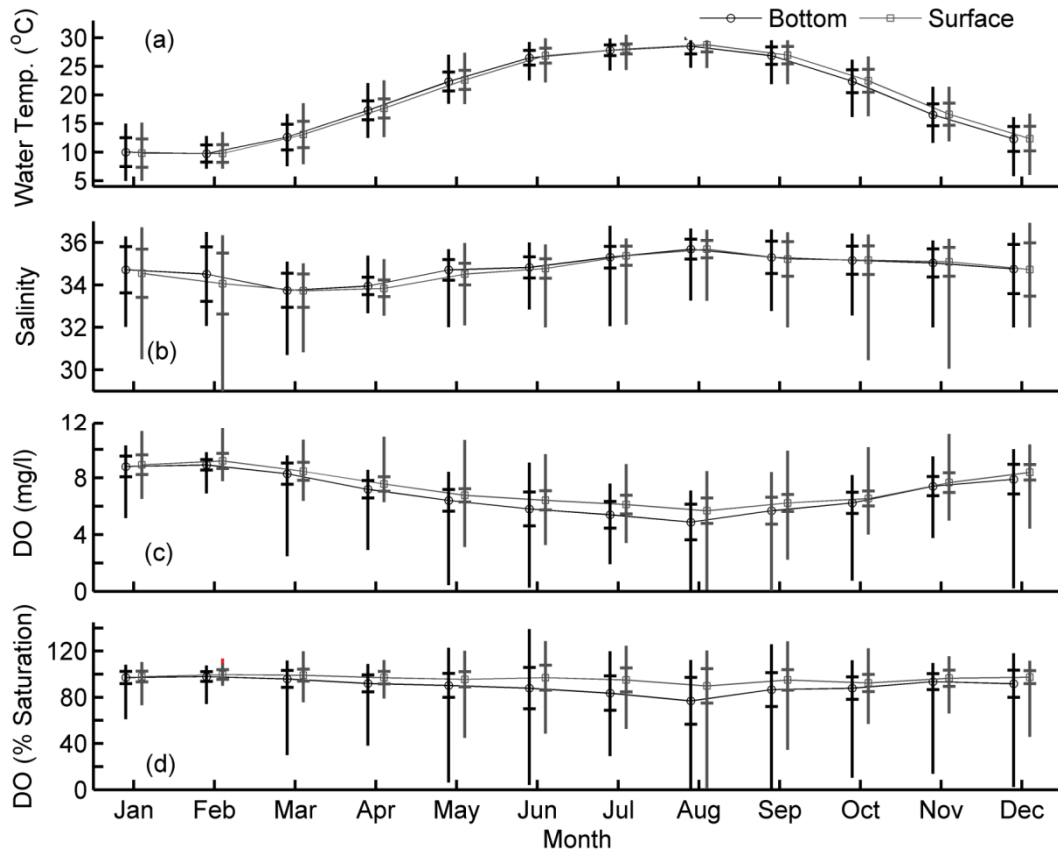 Bottom Surface
(a)
Water Temp. (°C)
30
25
20
15
10
5
Salinity
36
34
32
30
(b)
DO (mg/l)
12
8
4
0
(c)
DO (% Saturation)
120
80
40
0
(d)
Jan Feb Mar Apr May Jun Jul Aug Sep Oct Nov Dec
Month